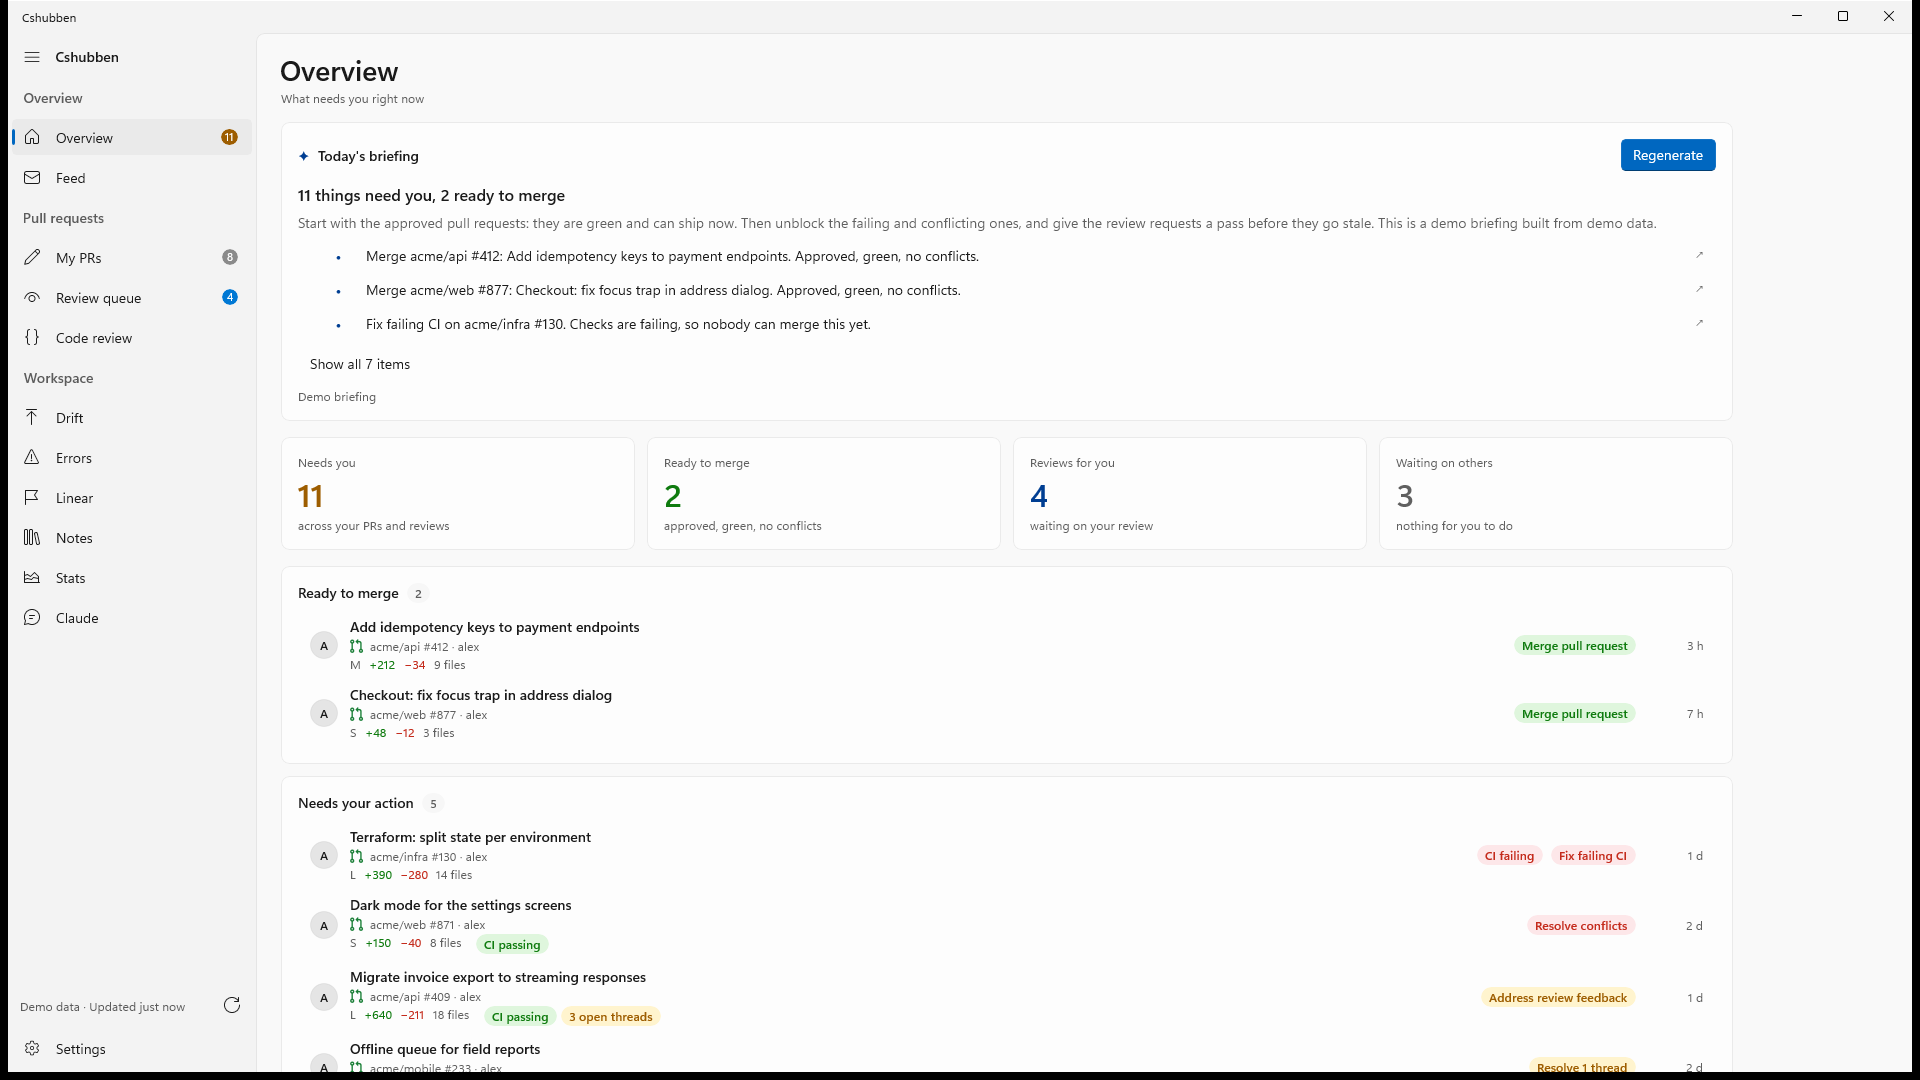 Cshubben
Cshubben
Overview
Overview 11
Feed
Pull requests
My PRs 8
Review queue 4
Code review
Workspace
Drift
Errors
Linear
Notes
Stats
Claude
Demo data · Updated just now
Settings
Overview
What needs you right now
Today's briefing
Regenerate
11 things need you, 2 ready to merge
Start with the approved pull requests: they are green and can ship now. Then unblock the failing and conflicting ones, and give the review requests a pass before they go stale. This is a demo briefing built from demo data.
• Merge acme/api #412: Add idempotency keys to payment endpoints. Approved, green, no conflicts.
• Merge acme/web #877: Checkout: fix focus trap in address dialog. Approved, green, no conflicts.
• Fix failing CI on acme/infra #130. Checks are failing, so nobody can merge this yet.
Show all 7 items
Demo briefing
Needs you
11
across your PRs and reviews
Ready to merge
2
approved, green, no conflicts
Reviews for you
4
waiting on your review
Waiting on others
3
nothing for you to do
Ready to merge 2
A
Add idempotency keys to payment endpoints
acme/api #412 · alex
M +212 −34 9 files
Merge pull request 3 h
A
Checkout: fix focus trap in address dialog
acme/web #877 · alex
S +48 −12 3 files
Merge pull request 7 h
Needs your action 5
A
Terraform: split state per environment
acme/infra #130 · alex
L +390 −280 14 files
CI failing Fix failing CI 1 d
A
Dark mode for the settings screens
acme/web #871 · alex
S +150 −40 8 files CI passing
Resolve conflicts 2 d
A
Migrate invoice export to streaming responses
acme/api #409 · alex
L +640 −211 18 files CI passing 3 open threads
Address review feedback 1 d
A
Offline queue for field reports
acme/mobile #233 · alex
Resolve 1 thread 2 d